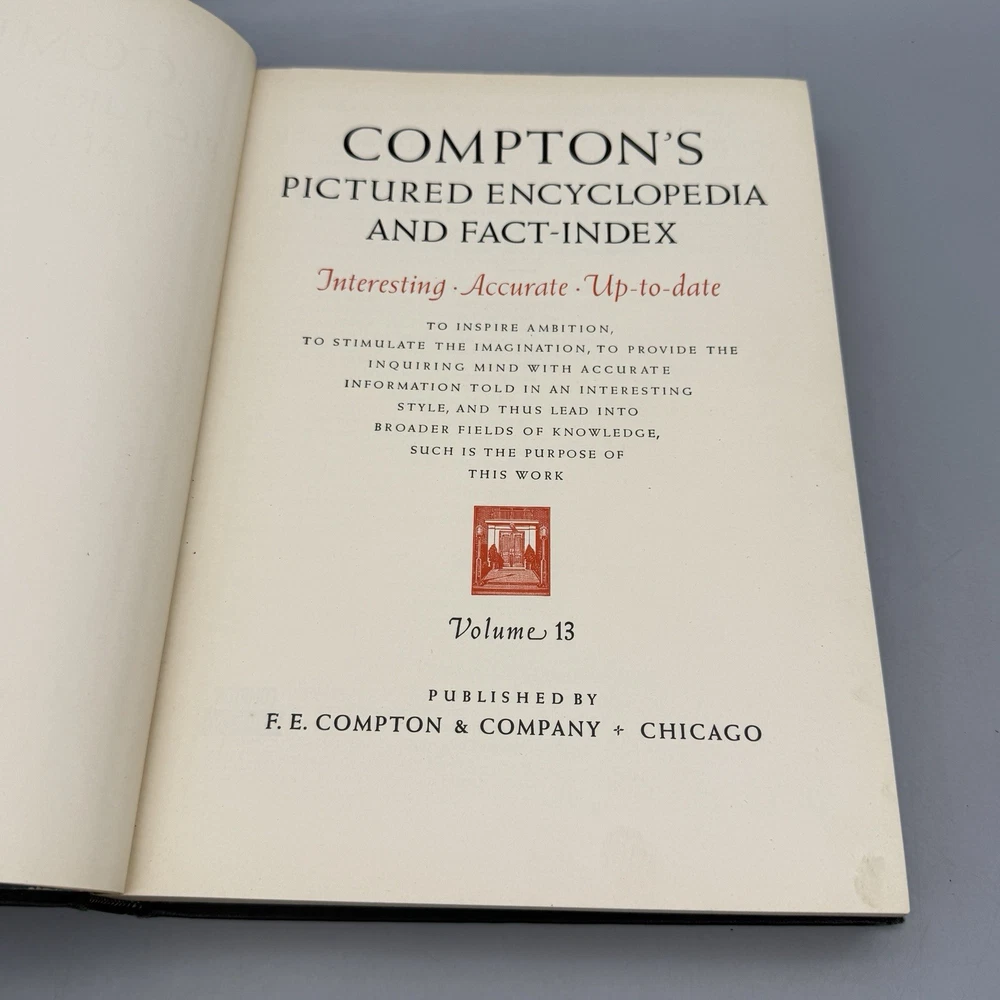 COMPTON'S
PICTURED ENCYCLOPEDIA
AND FACT-INDEX
Interesting · Accurate · Up-to-date
TO INSPIRE AMBITION,
TO STIMULATE THE IMAGINATION, TO PROVIDE THE
INQUIRING MIND WITH ACCURATE
INFORMATION TOLD IN AN INTERESTING
STYLE, AND THUS LEAD INTO
BROADER FIELDS OF KNOWLEDGE,
SUCH IS THE PURPOSE OF
THIS WORK
Volume 13
PUBLISHED BY
F. E. COMPTON & COMPANY + CHICAGO